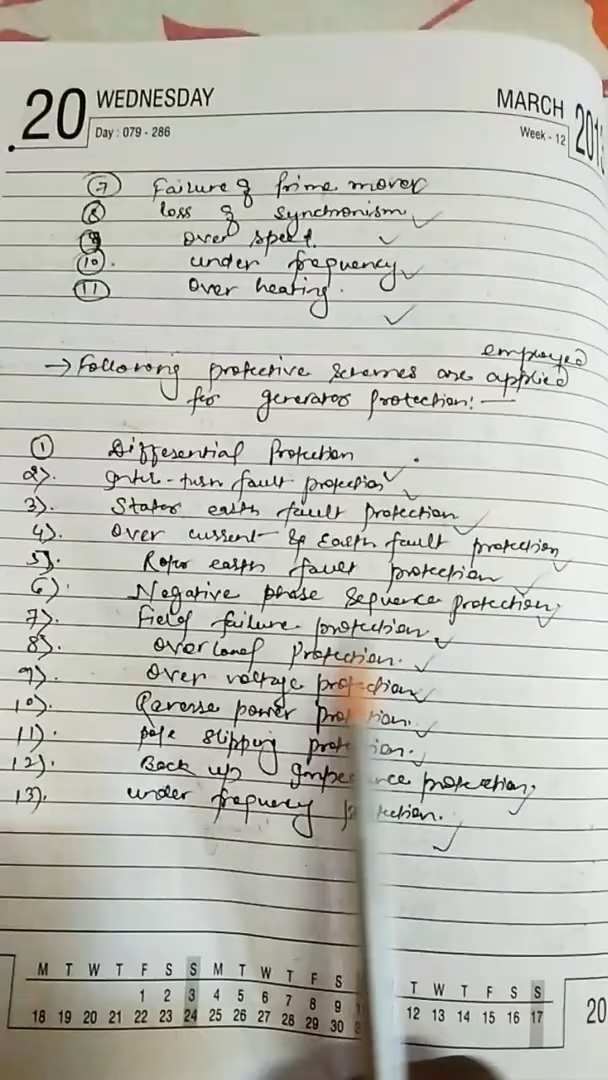 20 WEDNESDAY
Day : 079 - 286
MARCH
Week - 12
7 Failure of prime mover
8 loss of synchronism
9 over speed.
10. under frequency
11 Over heating.
employed
→ Following protective schemes are applied
for generator protection:—
1 Differential Protection.
2). Inter-turn fault protection
3). Stator earth fault protection
4). Over current & Earth fault protection
5). Rotor earth fault protection
6). Negative phase sequence protection
7). Field failure protection
8). Overload protection.
9). Over voltage protection
10). Reverse power protection.
11). pole slipping protection.
12). Back up Impedance protection
13). under frequency protection.
M T W T F S S M T W T F S T W T F S S
1 2 3 4 5 6 7 8 9 12 13 14 15 16 17
18 19 20 21 22 23 24 25 26 27 28 29 30
20